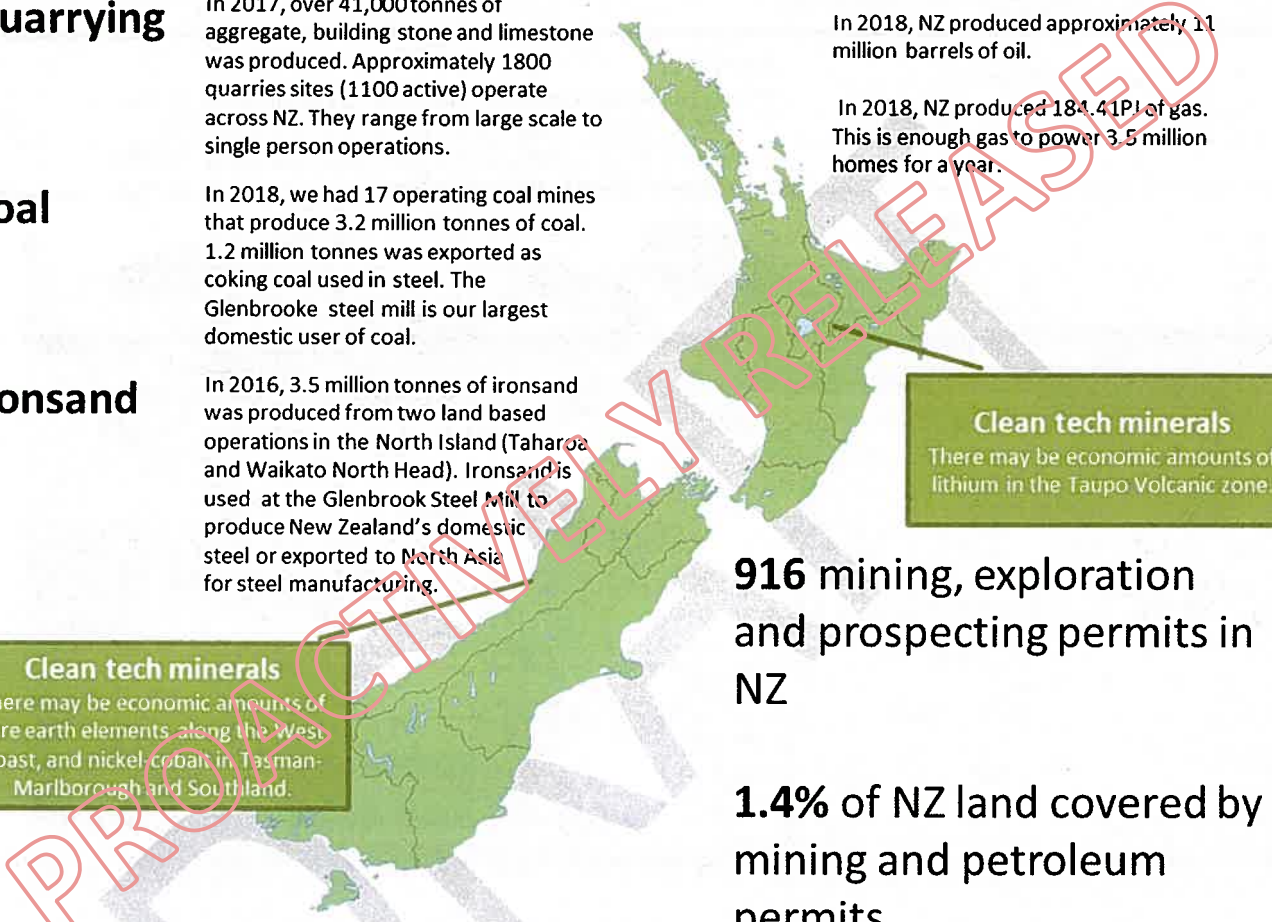 uarrying
In 2017, over 41,000 tonnes of
aggregate, building stone and limestone
was produced. Approximately 1800
quarries sites (1100 active) operate
across NZ. They range from large scale to
single person operations.
oal
In 2018, we had 17 operating coal mines
that produce 3.2 million tonnes of coal.
1.2 million tonnes was exported as
coking coal used in steel. The
Glenbrooke steel mill is our largest
domestic user of coal.
onsand
In 2016, 3.5 million tonnes of ironsand
was produced from two land based
operations in the North Island (Taharoa
and Waikato North Head). Ironsand is
used at the Glenbrook Steel Mill to
produce New Zealand's domestic
steel or exported to North Asia
for steel manufacturing.
Clean tech minerals
ere may be economic amounts of
re earth elements along the West
oast, and nickel-cobalt in Tasman-
Marlborough and Southland.
In 2018, NZ produced approximately 11
million barrels of oil.
In 2018, NZ produced 184.41PJ of gas.
This is enough gas to power 3.5 million
homes for a year.
Clean tech minerals
There may be economic amounts of
lithium in the Taupo Volcanic zone.
916 mining, exploration
and prospecting permits in
NZ
1.4% of NZ land covered by
mining and petroleum
permits
PROACTIVELY RELEASED